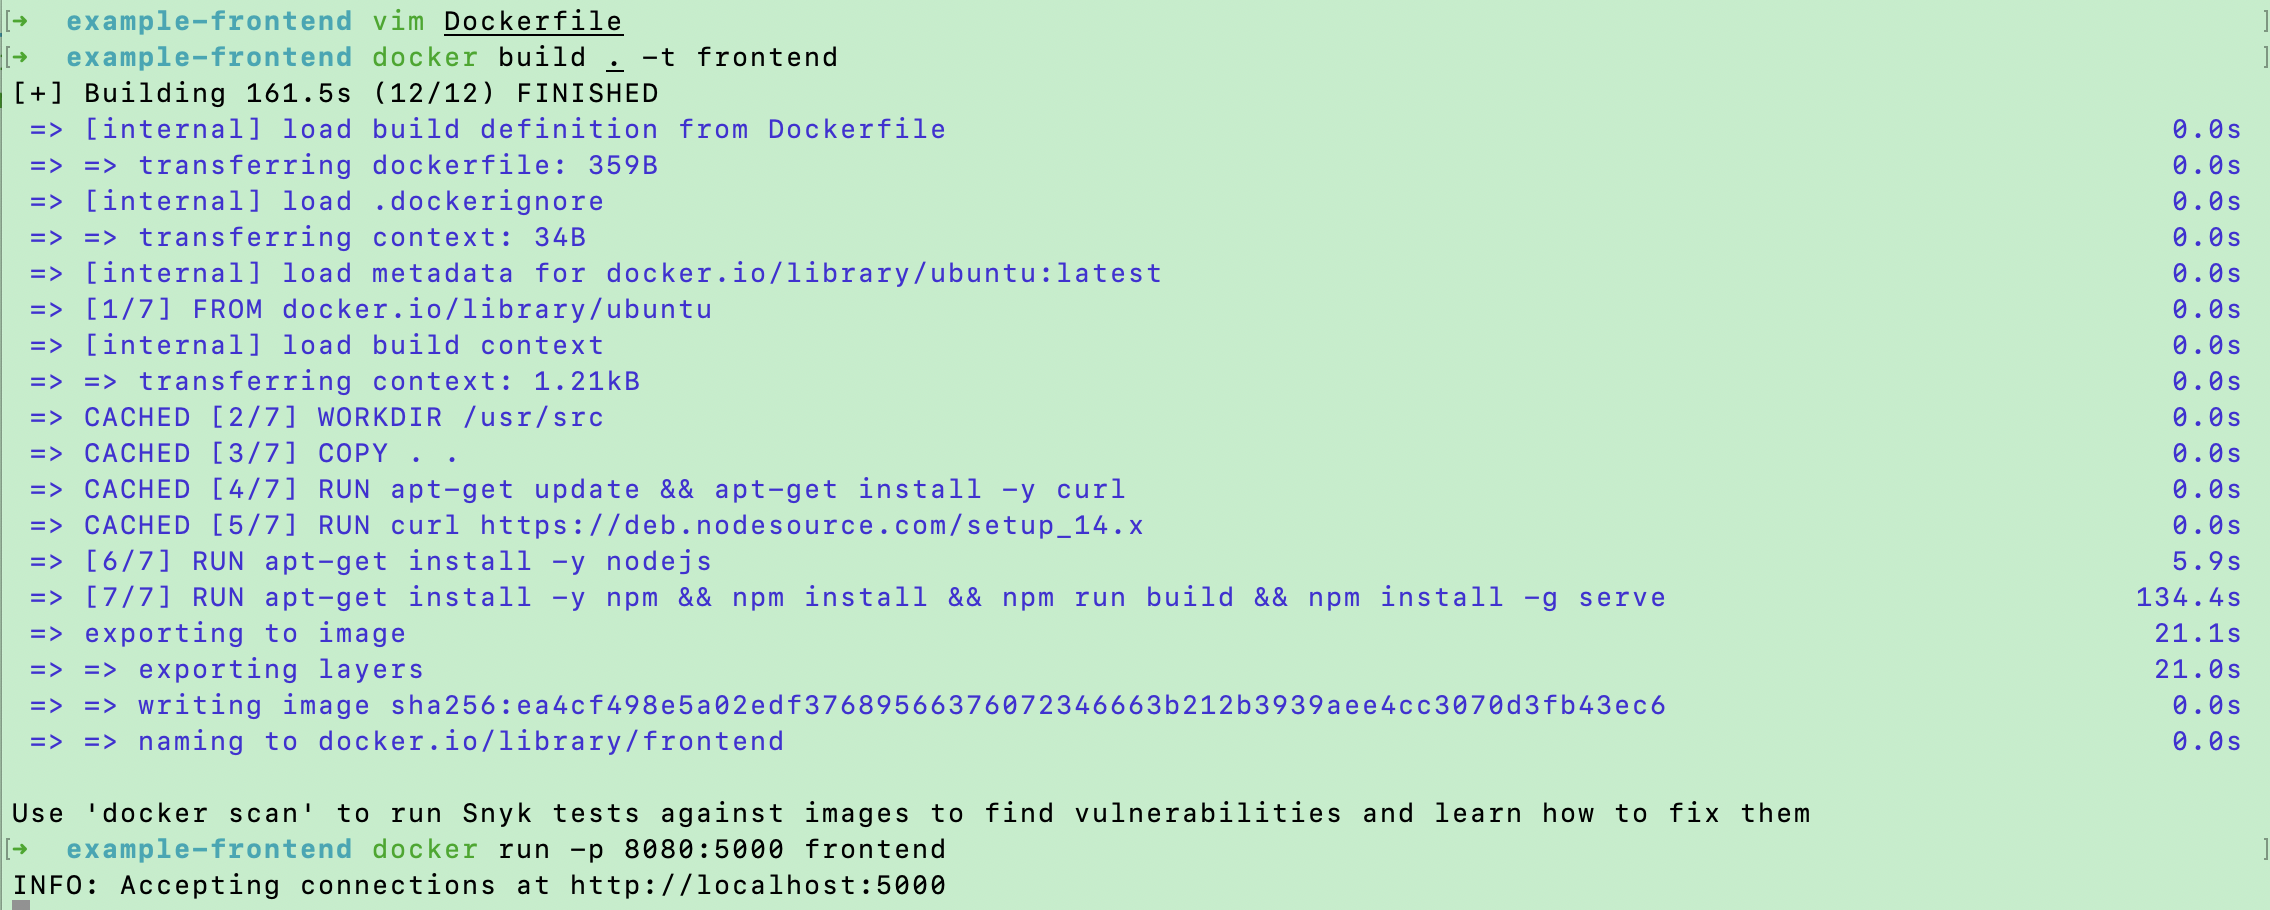 [➜  example-frontend vim Dockerfile ]
[➜  example-frontend docker build . -t frontend ]
[+] Building 161.5s (12/12) FINISHED
 => [internal] load build definition from Dockerfile 0.0s
 => => transferring dockerfile: 359B 0.0s
 => [internal] load .dockerignore 0.0s
 => => transferring context: 34B 0.0s
 => [internal] load metadata for docker.io/library/ubuntu:latest 0.0s
 => [1/7] FROM docker.io/library/ubuntu 0.0s
 => [internal] load build context 0.0s
 => => transferring context: 1.21kB 0.0s
 => CACHED [2/7] WORKDIR /usr/src 0.0s
 => CACHED [3/7] COPY . . 0.0s
 => CACHED [4/7] RUN apt-get update && apt-get install -y curl 0.0s
 => CACHED [5/7] RUN curl https://deb.nodesource.com/setup_14.x 0.0s
 => [6/7] RUN apt-get install -y nodejs 5.9s
 => [7/7] RUN apt-get install -y npm && npm install && npm run build && npm install -g serve 134.4s
 => exporting to image 21.1s
 => => exporting layers 21.0s
 => => writing image sha256:ea4cf498e5a02edf376895663760723466​63b212b3939aee4cc3070d3fb43ec6 0.0s
 => => naming to docker.io/library/frontend 0.0s
Use 'docker scan' to run Snyk tests against images to find vulnerabilities and learn how to fix them
[➜  example-frontend docker run -p 8080:5000 frontend ]
INFO: Accepting connections at http://localhost:5000